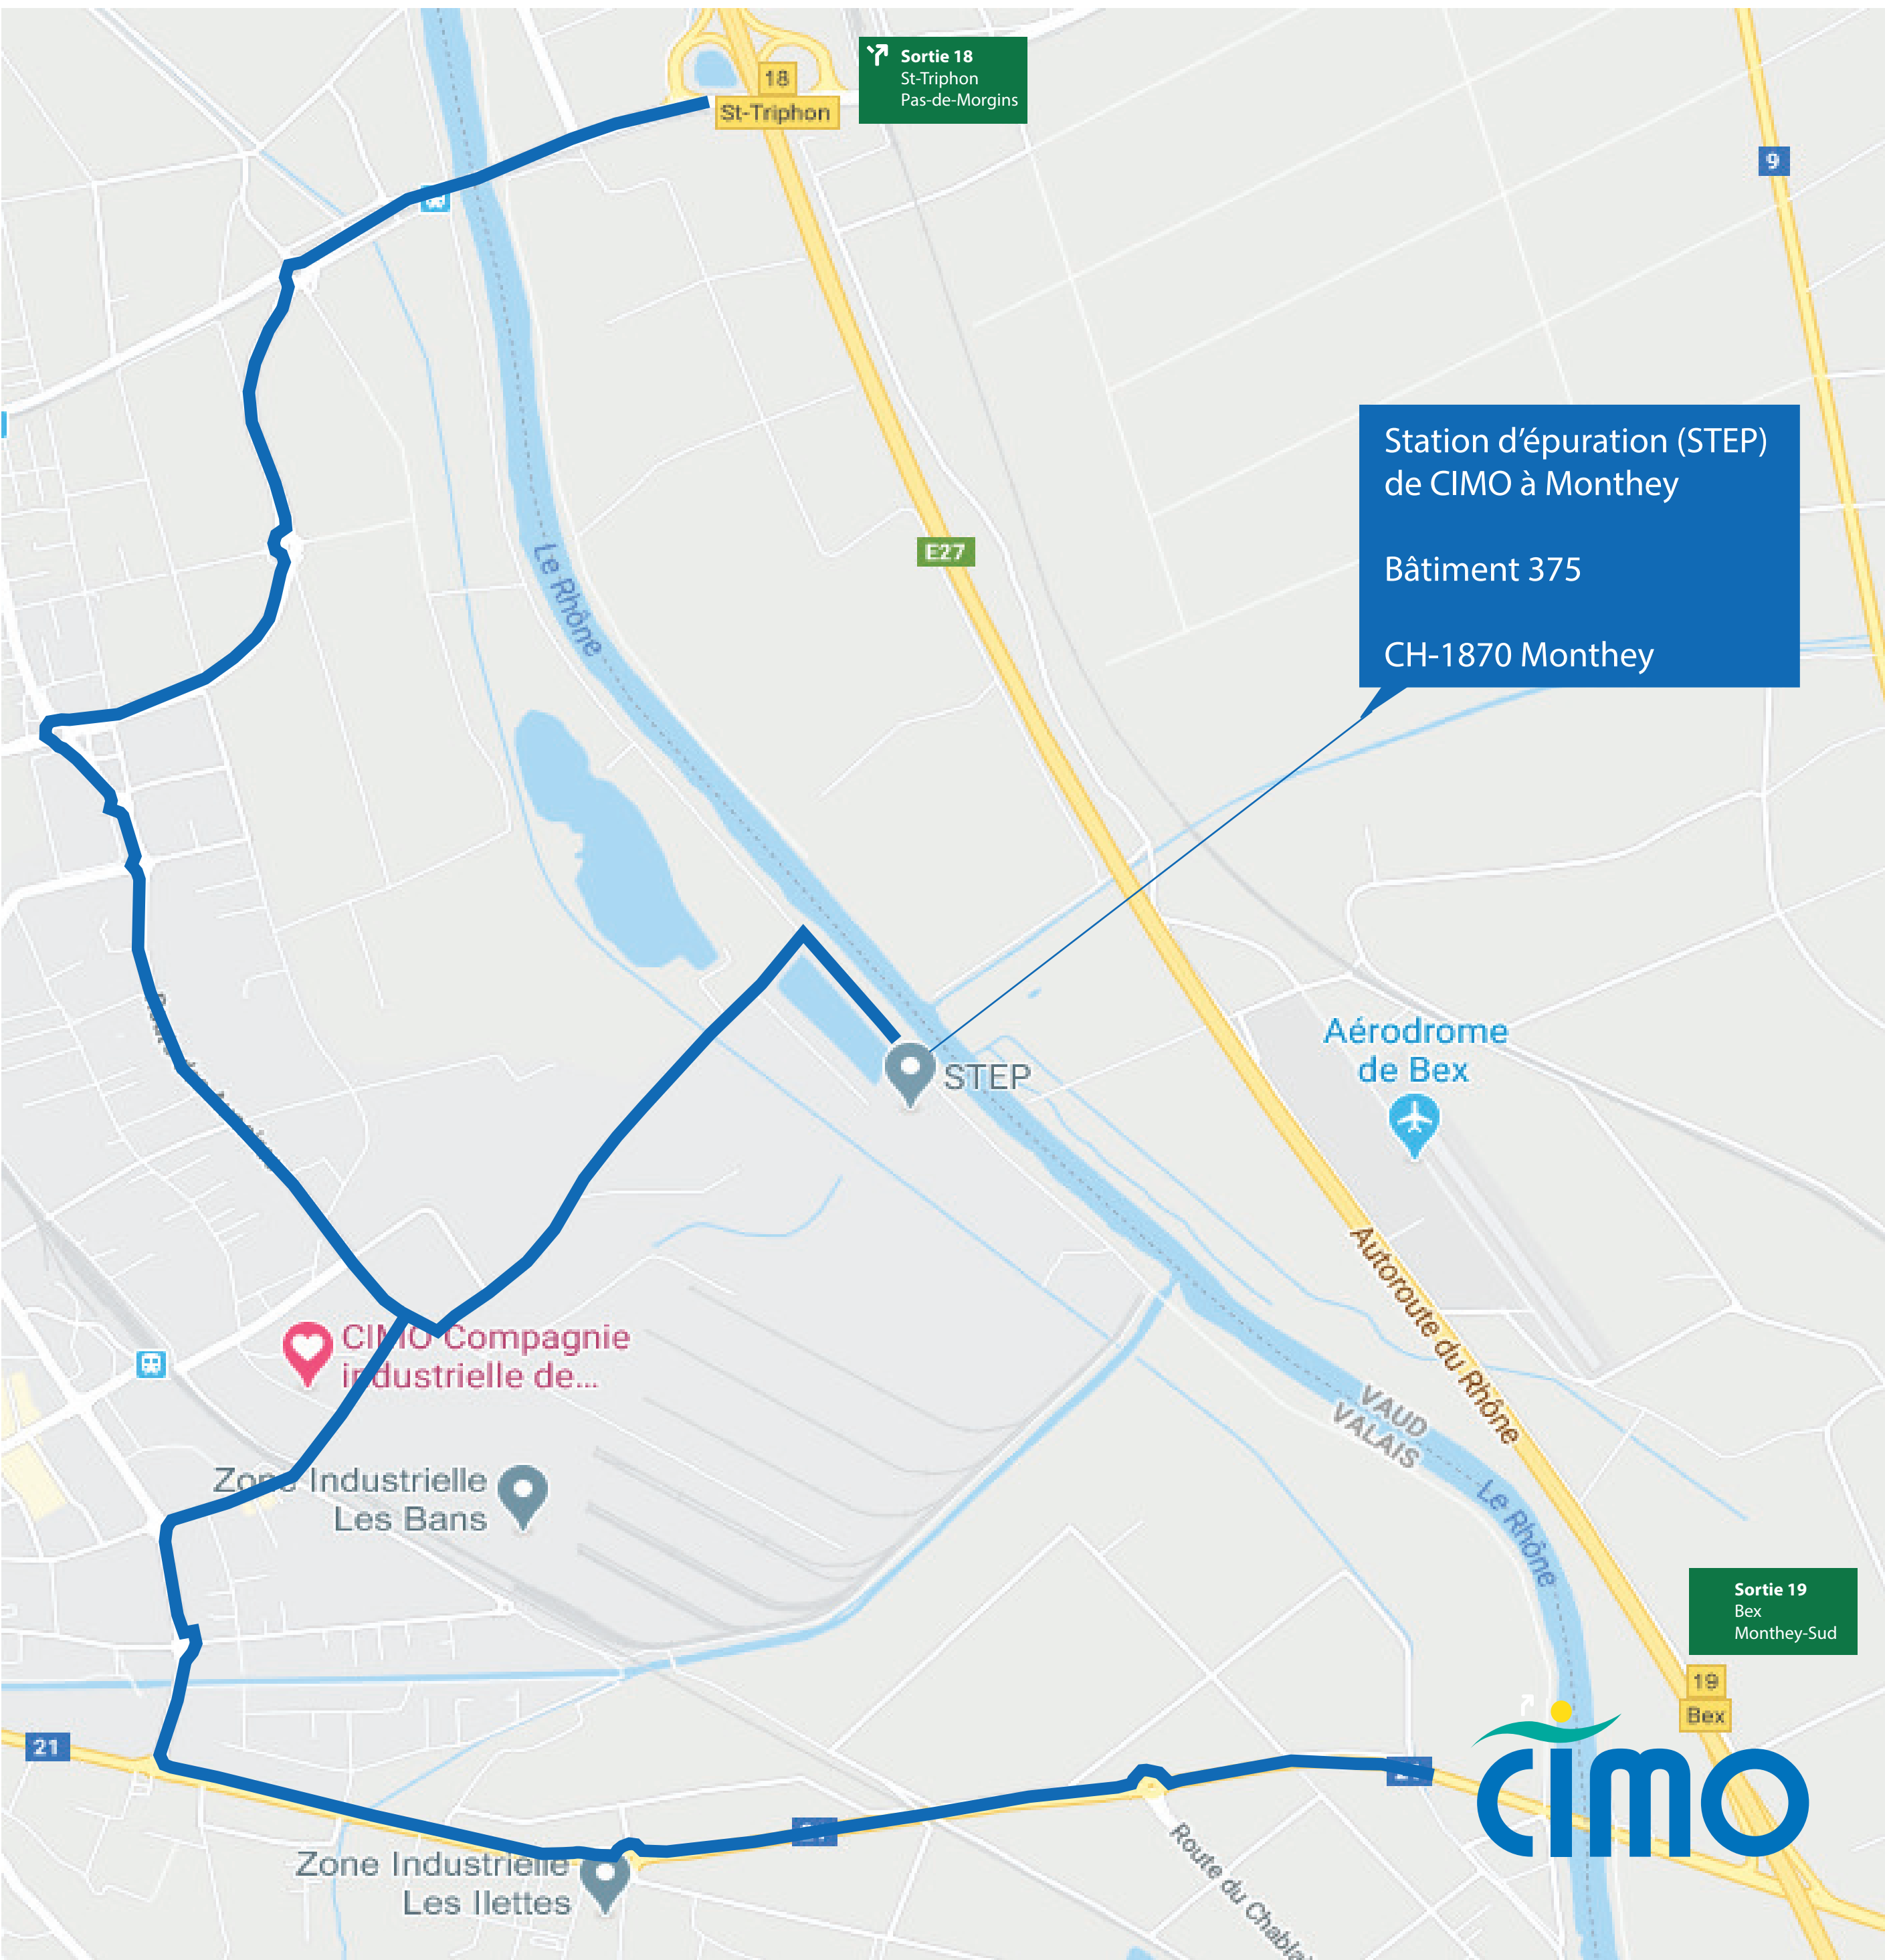 Sortie 18
St-Triphon
Pas-de-Morgins
18
St-Triphon
9
Station d’épuration (STEP)
de CIMO à Monthey
Bâtiment 375
CH-1870 Monthey
E27
Le Rhône
Aérodrome
de Bex
STEP
Autoroute du Rhône
CIMO Compagnie
industrielle de...
VAUD
VALAIS
Zone Industrielle
Les Bans
Le Rhône
Sortie 19
Bex
Monthey-Sud
19
Bex
21
cimo
Zone Industrielle
Les Ilettes
Route du Chablai